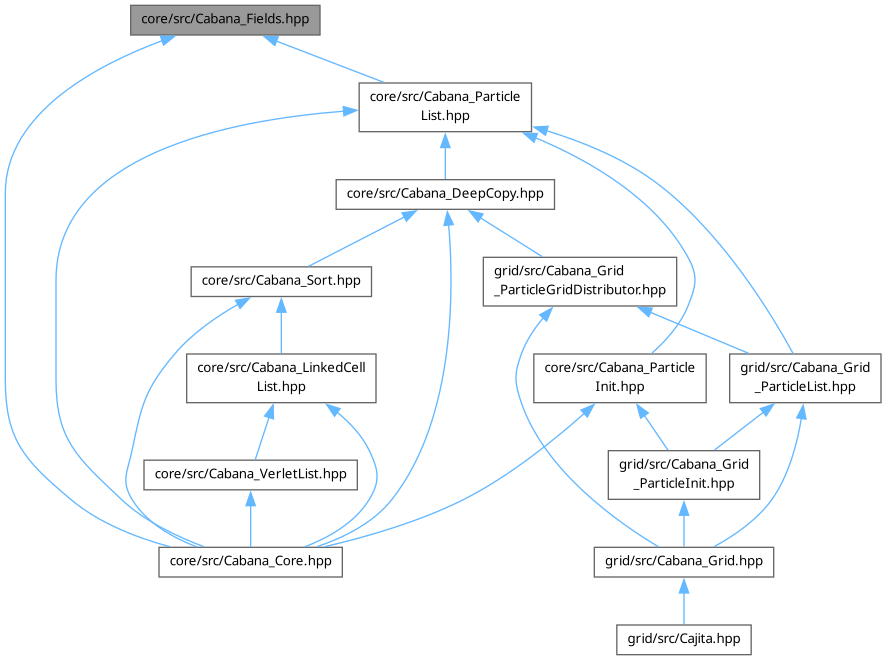 core/src/Cabana_Fields.hpp
core/src/Cabana_Particle
List.hpp
core/src/Cabana_DeepCopy.hpp
core/src/Cabana_Sort.hpp
grid/src/Cabana_Grid
_ParticleGridDistributor.hpp
core/src/Cabana_LinkedCell
List.hpp
core/src/Cabana_Particle
Init.hpp
grid/src/Cabana_Grid
_ParticleList.hpp
core/src/Cabana_VerletList.hpp
grid/src/Cabana_Grid
_ParticleInit.hpp
core/src/Cabana_Core.hpp
grid/src/Cabana_Grid.hpp
grid/src/Cajita.hpp